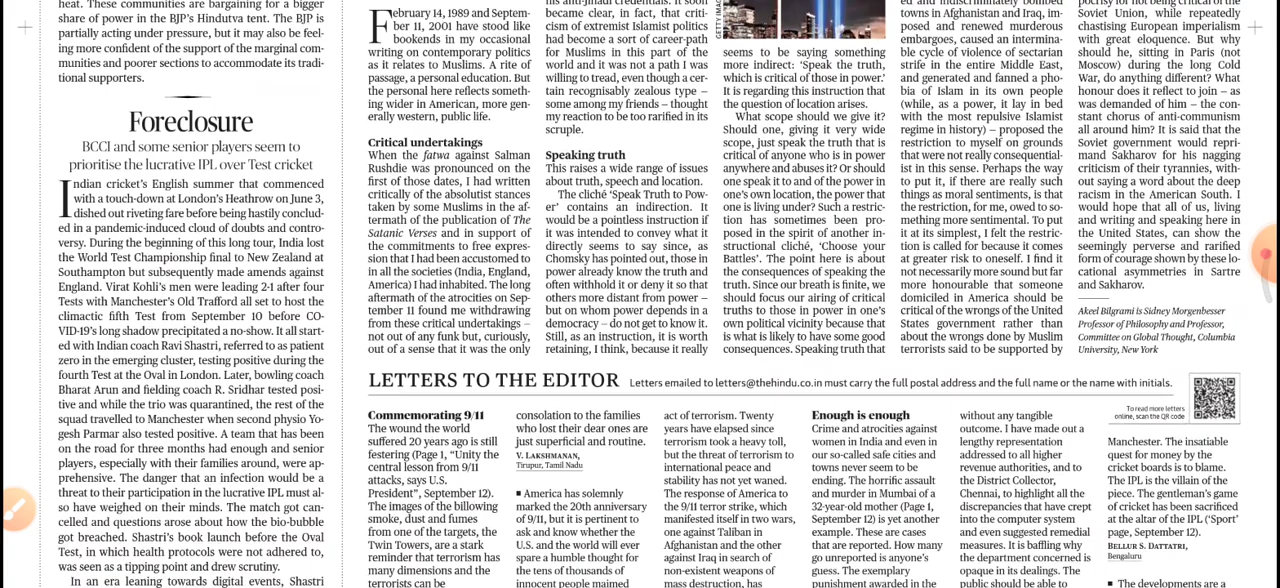 heat. These communities are bargaining for a bigger
share of power in the BJP's Hindutva tent. The BJP is
partially acting under pressure, but it may also be feel-
ing more confident of the support of the marginal com-
munities and poorer sections to accommodate its tradi-
tional supporters.
Foreclosure
BCCI and some senior players seem to
prioritise the lucrative IPL over Test cricket
Indian cricket's English summer that commenced
with a touch-down at London's Heathrow on June 3,
dished out riveting fare before being hastily conclud-
ed in a pandemic-induced cloud of doubts and contro-
versy. During the beginning of this long tour, India lost
the World Test Championship final to New Zealand at
Southampton but subsequently made amends against
England. Virat Kohli's men were leading 2-1 after four
Tests with Manchester's Old Trafford all set to host the
climactic fifth Test from September 10 before CO-
VID-19's long shadow precipitated a no-show. It all start-
ed with Indian coach Ravi Shastri, referred to as patient
zero in the emerging cluster, testing positive during the
fourth Test at the Oval in London. Later, bowling coach
Bharat Arun and fielding coach R. Sridhar tested posi-
tive and while the trio was quarantined, the rest of the
squad travelled to Manchester when second physio Yo-
gesh Parmar also tested positive. A team that has been
on the road for three months had enough and senior
players, especially with their families around, were ap-
prehensive. The danger that an infection would be a
threat to their participation in the lucrative IPL must al-
so have weighed on their minds. The match got can-
celled and questions arose about how the bio-bubble
got breached. Shastri's book launch before the Oval
Test, in which health protocols were not adhered to,
was seen as a tipping point and drew scrutiny.
In an era leaning towards digital events, Shastri
February 14, 1989 and Septem-
ber 11, 2001 have stood like
bookends in my occasional
writing on contemporary politics
as it relates to Muslims. A rite of
passage, a personal education. But
the personal here reflects someth-
ing wider in American, more gen-
erally western, public life.
Critical undertakings
When the fatwa against Salman
Rushdie was pronounced on the
first of those dates, I had written
critically of the absolutist stances
taken by some Muslims in the af-
termath of the publication of The
Satanic Verses and in support of
the commitments to free expres-
sion that I had been accustomed to
in all the societies (India, England,
America) I had inhabited. The long
aftermath of the atrocities on Sep-
tember 11 found me withdrawing
from these critical undertakings –
not out of any funk but, curiously,
out of a sense that it was the only
his anti-jihadi credentials. It soon
became clear, in fact, that criti-
cism of extremist Islamist politics
had become a sort of career-path
for Muslims in this part of the
world and it was not a path I was
willing to tread, even though a cer-
tain recognisably zealous type –
some among my friends – thought
my reaction to be too rarified in its
scruple.
Speaking truth
This raises a wide range of issues
about truth, speech and location.
The cliché 'Speak Truth to Pow-
er' contains an indirection. It
would be a pointless instruction if
it was intended to convey what it
directly seems to say since, as
Chomsky has pointed out, those in
power already know the truth and
often withhold it or deny it so that
others more distant from power –
but on whom power depends in a
democracy – do not get to know it.
Still, as an instruction, it is worth
retaining, I think, because it really
seems to be saying something
more indirect: 'Speak the truth,
which is critical of those in power.'
It is regarding this instruction that
the question of location arises.
What scope should we give it?
Should one, giving it very wide
scope, just speak the truth that is
critical of anyone who is in power
anywhere and abuses it? Or should
one speak it to and of the power in
one's own location, the power that
one is living under? Such a restric-
tion has sometimes been pro-
posed in the spirit of another in-
structional cliché, 'Choose your
Battles'. The point here is about
the consequences of speaking the
truth. Since our breath is finite, we
should focus our airing of critical
truths to those in power in one's
own political vicinity because that
is what is likely to have some good
consequences. Speaking truth that
ed and indiscriminately bombed
towns in Afghanistan and Iraq, im-
posed and renewed murderous
embargoes, caused an intermina-
ble cycle of violence of sectarian
strife in the entire Middle East,
and generated and fanned a pho-
bia of Islam in its own people
(while, as a power, it lay in bed
with the most repulsive Islamist
regime in history) – proposed the
restriction to myself on grounds
that were not really consequential-
ist in this sense. Perhaps the way
to put it, if there are really such
things as moral sentiments, is that
the restriction, for me, owed to so-
mething more sentimental. To put
it at its simplest, I felt the restric-
tion is called for because it comes
at greater risk to oneself. I find it
not necessarily more sound but far
more honourable that someone
domiciled in America should be
critical of the wrongs of the United
States government rather than
about the wrongs done by Muslim
terrorists said to be supported by
pocrisy for not being critical of the
Soviet Union, while repeatedly
chastising European imperialism
with great eloquence. But why
should he, sitting in Paris (not
Moscow) during the long Cold
War, do anything different? What
honour does it reflect to join – as
was demanded of him – the con-
stant chorus of anti-communism
all around him? It is said that the
Soviet government would repri-
mand Sakharov for his nagging
criticism of their tyrannies, with-
out saying a word about the deep
racism in the American South. I
would hope that all of us, living
and writing and speaking here in
the United States, can show the
seemingly perverse and rarified
form of courage shown by these lo-
cational asymmetries in Sartre
and Sakharov.
Akeel Bilgrami is Sidney Morgenbesser
Professor of Philosophy and Professor,
Committee on Global Thought, Columbia
University, New York
LETTERS TO THE EDITOR Letters emailed to letters@thehindu.co.in must carry the full postal address and the full name or the name with initials.
To read more letters
online, scan the QR code
Commemorating 9/11
The wound the world
suffered 20 years ago is still
festering (Page 1, "Unity the
central lesson from 9/11
attacks, says U.S.
President", September 12).
The images of the billowing
smoke, dust and fumes
from one of the targets, the
Twin Towers, are a stark
reminder that terrorism has
many dimensions and the
terrorists can be
consolation to the families
who lost their dear ones are
just superficial and routine.
V. LAKSHMANAN,
Tirupur, Tamil Nadu
■ America has solemnly
marked the 20th anniversary
of 9/11, but it is pertinent to
ask and know whether the
U.S. and the world will ever
spare a humble thought for
the tens of thousands of
innocent people maimed
act of terrorism. Twenty
years have elapsed since
terrorism took a heavy toll,
but the threat of terrorism to
international peace and
stability has not yet waned.
The response of America to
the 9/11 terror strike, which
manifested itself in two wars,
one against Taliban in
Afghanistan and the other
against Iraq in search of
non-existent weapons of
mass destruction, has
Enough is enough
Crime and atrocities against
women in India and even in
our so-called safe cities and
towns never seem to be
ending. The horrific assault
and murder in Mumbai of a
32-year-old mother (Page 1,
September 12) is yet another
example. These are cases
that are reported. How many
go unreported is anyone's
guess. The exemplary
punishment awarded in the
without any tangible
outcome. I have made out a
lengthy representation
addressed to all higher
revenue authorities, and to
the District Collector,
Chennai, to highlight all the
discrepancies that have crept
into the computer system
and even suggested remedial
measures. It is baffling why
the department concerned is
opaque in its dealings. The
public should be able to
Manchester. The insatiable
quest for money by the
cricket boards is to blame.
The IPL is the villain of the
piece. The gentleman's game
of cricket has been sacrificed
at the altar of the IPL ('Sport'
page, September 12).
BELLUR S. DATTATRI,
Bengaluru
■ The developments are a